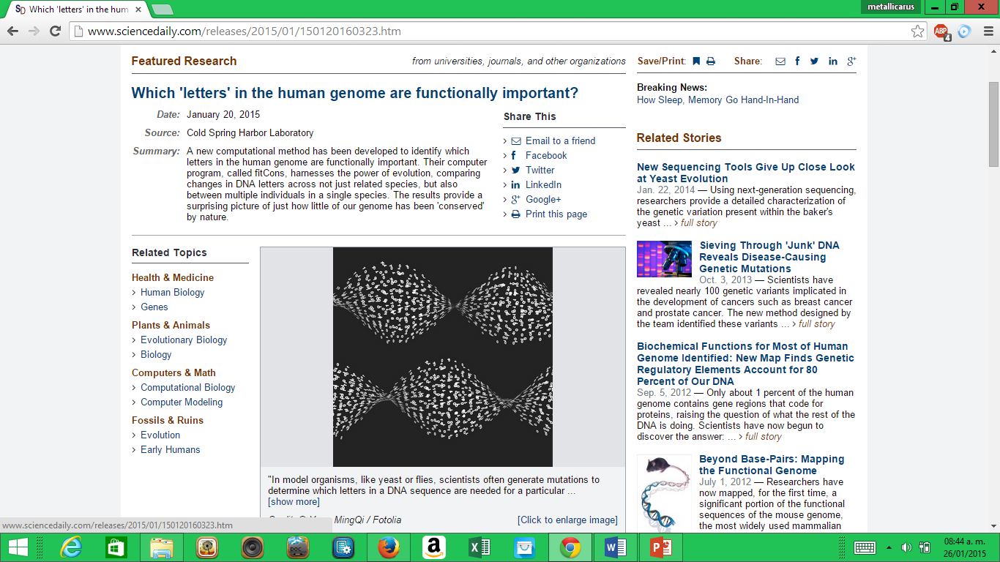 Which 'letters' in the hum
metallicarus
www.sciencedaily.com/releases/2015/01/150120160323.htm
ABP
4
Featured Research
from universities, journals, and other organizations
Which 'letters' in the human genome are functionally important?
Date: January 20, 2015
Source: Cold Spring Harbor Laboratory
Summary: A new computational method has been developed to identify which
letters in the human genome are functionally important. Their computer
program, called fitCons, harnesses the power of evolution, comparing
changes in DNA letters across not just related species, but also
between multiple individuals in a single species. The results provide a
surprising picture of just how little of our genome has been 'conserved'
by nature.
Share This
Email to a friend
Facebook
Twitter
LinkedIn
Google+
Print this page
Related Topics
Health & Medicine
Human Biology
Genes
Plants & Animals
Evolutionary Biology
Biology
Computers & Math
Computational Biology
Computer Modeling
Fossils & Ruins
Evolution
Early Humans
"In model organisms, like yeast or flies, scientists often generate mutations to
determine which letters in a DNA sequence are needed for a particular ...
[show more]
MingQi / Fotolia
[Click to enlarge image]
Save/Print:
Share:
Breaking News:
How Sleep, Memory Go Hand-In-Hand
Related Stories
New Sequencing Tools Give Up Close Look
at Yeast Evolution
Jan. 22, 2014 — Using next-generation sequencing,
researchers provide a detailed characterization of
the genetic variation present within the baker's
yeast ... › full story
Sieving Through 'Junk' DNA
Reveals Disease-Causing
Genetic Mutations
Oct. 3, 2013 — Scientists have
revealed nearly 100 genetic variants implicated in
the development of cancers such as breast cancer
and prostate cancer. The new method designed by
the team identified these variants ... › full story
Biochemical Functions for Most of Human
Genome Identified: New Map Finds Genetic
Regulatory Elements Account for 80
Percent of Our DNA
Sep. 5, 2012 — Only about 1 percent of the human
genome contains gene regions that code for
proteins, raising the question of what the rest of the
DNA is doing. Scientists have now begun to
discover the answer: ... › full story
Beyond Base-Pairs: Mapping
the Functional Genome
July 1, 2012 — Researchers have
now mapped, for the first time, a
significant portion of the functional
sequences of the mouse genome,
the most widely used mammalian
www.sciencedaily.com/releases/2015/01/150120160323.htm
DOC
08:44 a. m.
26/01/2015